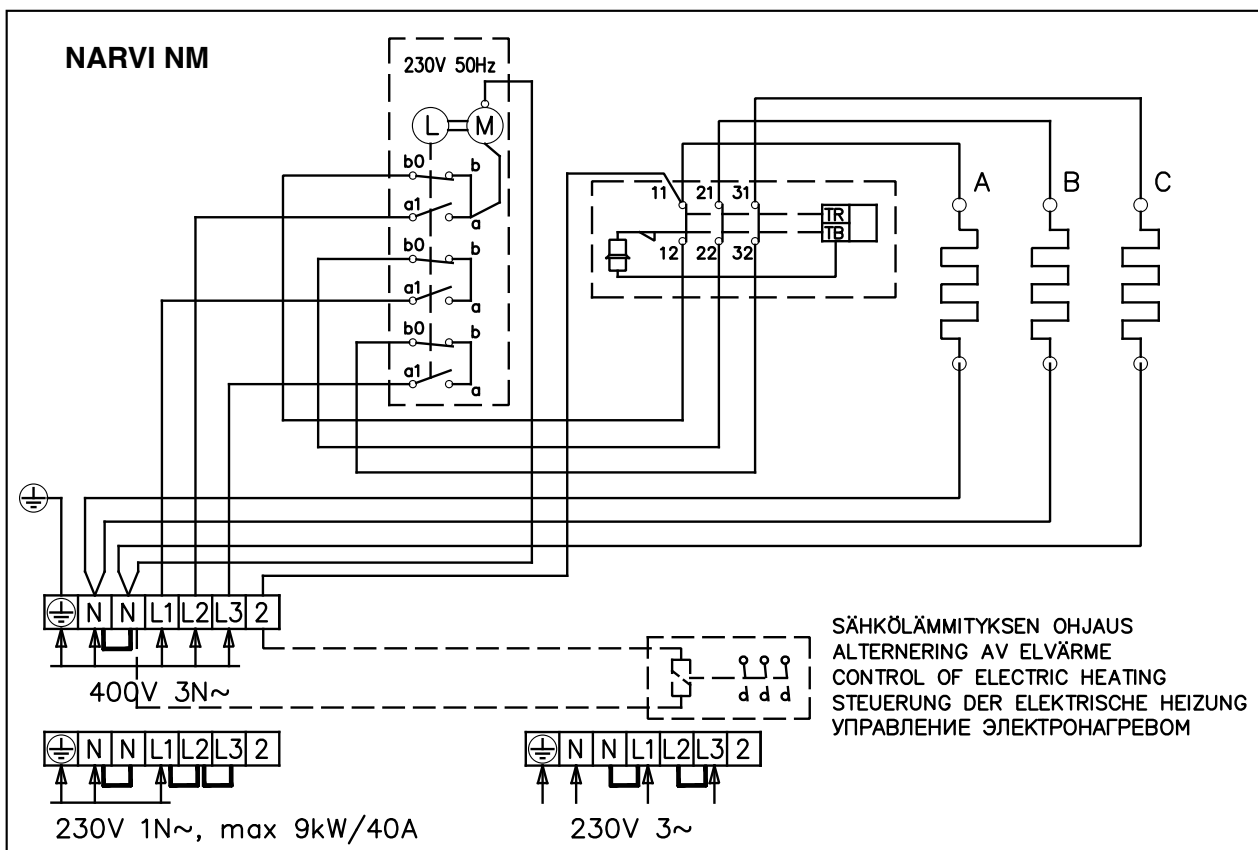 NARVI NM
230V 50Hz
L M
b0 b
a1 a
b0 b
a1 a
b0 b
a1 a
11 21 31
TR
TB
12 22 32
A B C
N N L1 L2 L3 2
400V 3N~
d d d
SÄHKÖLÄMMITYKSEN OHJAUS
ALTERNERING AV ELVÄRME
CONTROL OF ELECTRIC HEATING
STEUERUNG DER ELEKTRISCHE HEIZUNG
УПРАВЛЕНИЕ ЭЛЕКТРОНАГРЕВОМ
N N L1 L2 L3 2
230V 1N~, max 9kW/40A
N N L1 L2 L3 2
230V 3~